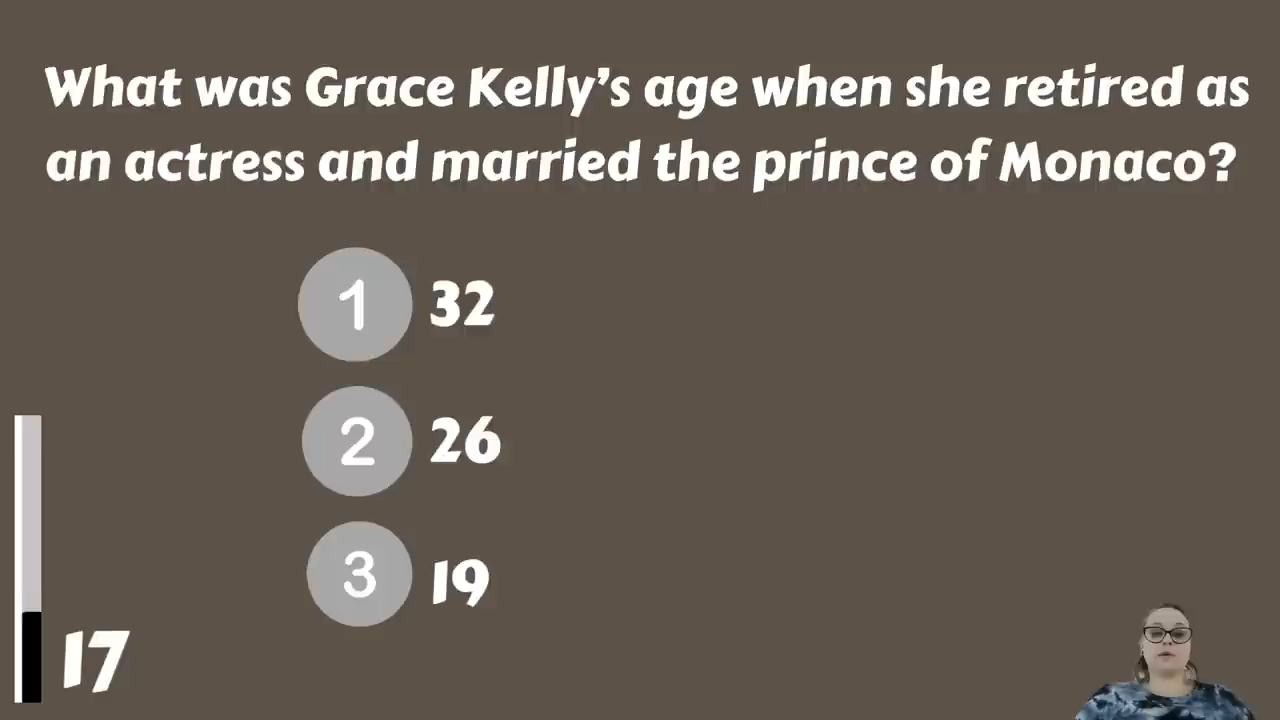 What was Grace Kelly’s age when she retired as
an actress and married the prince of Monaco?
1 32
2 26
3 19
17